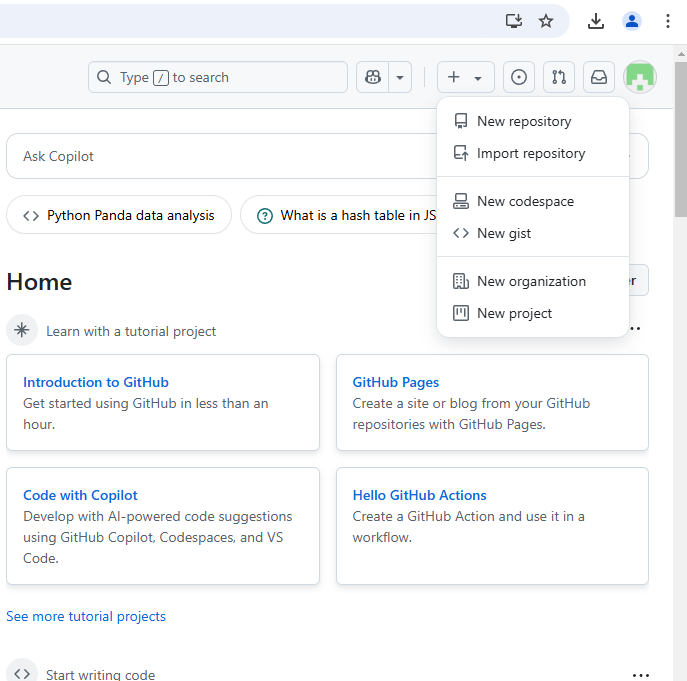 Type / to search
Ask Copilot
New repository
Import repository
New codespace
New gist
New organization
New project
Python Panda data analysis
What is a hash table in JS
Home
Learn with a tutorial project
Introduction to GitHub
Get started using GitHub in less than an
hour.
GitHub Pages
Create a site or blog from your GitHub
repositories with GitHub Pages.
Code with Copilot
Develop with AI-powered code suggestions
using GitHub Copilot, Codespaces, and VS
Code.
Hello GitHub Actions
Create a GitHub Action and use it in a
workflow.
See more tutorial projects
Start writing code